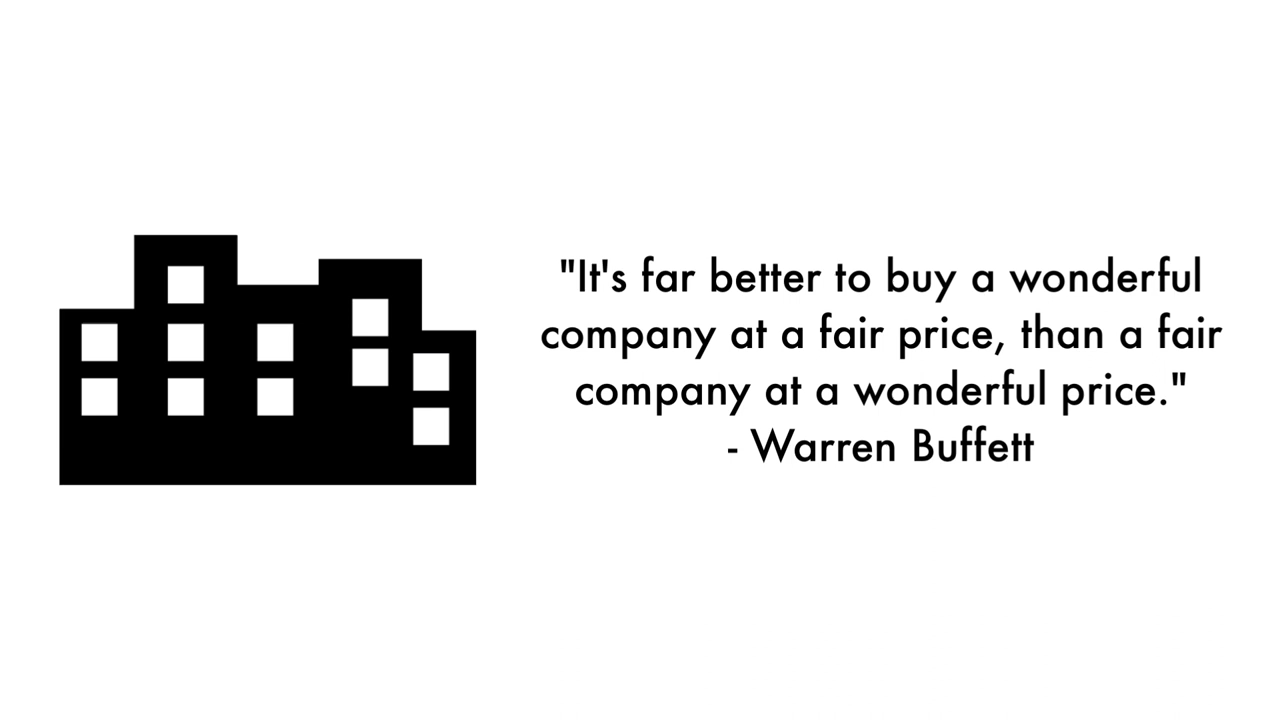 "It's far better to buy a wonderful
company at a fair price, than a fair
company at a wonderful price."
- Warren Buffett